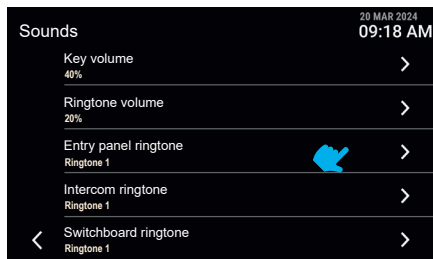 Sounds
20 MAR 2024
09:18 AM
Key volume
40%
Ringtone volume
20%
Entry panel ringtone
Ringtone 1
Intercom ringtone
Ringtone 1
Switchboard ringtone
Ringtone 1